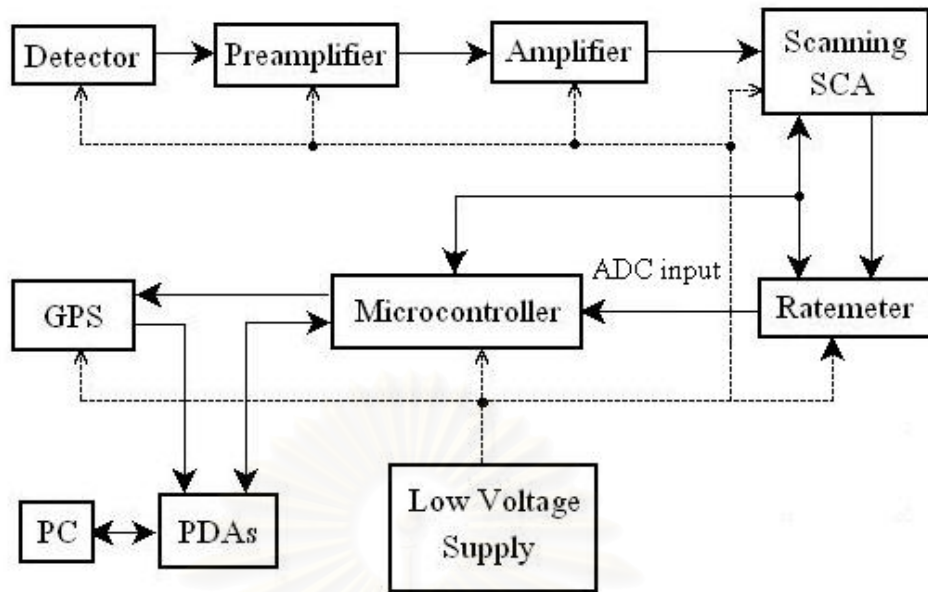 Detector
Preamplifier
Amplifier
Scanning
SCA
ADC input
GPS
Microcontroller
Ratemeter
PC
PDAs
Low Voltage
Supply